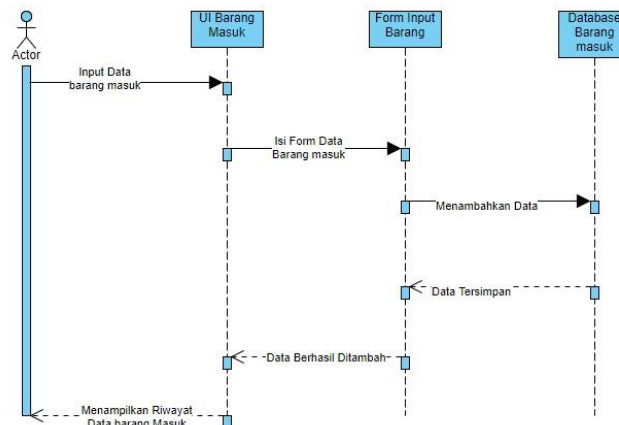 UI Barang
Masuk
Form Input
Barang
Database
Barang
masuk
Actor
Input Data
barang masuk
Isi Form Data
Barang masuk
Menambahkan Data
Data Tersimpan
Data Berhasil Ditambah
Menampilkan Riwayat
Data barang Masuk